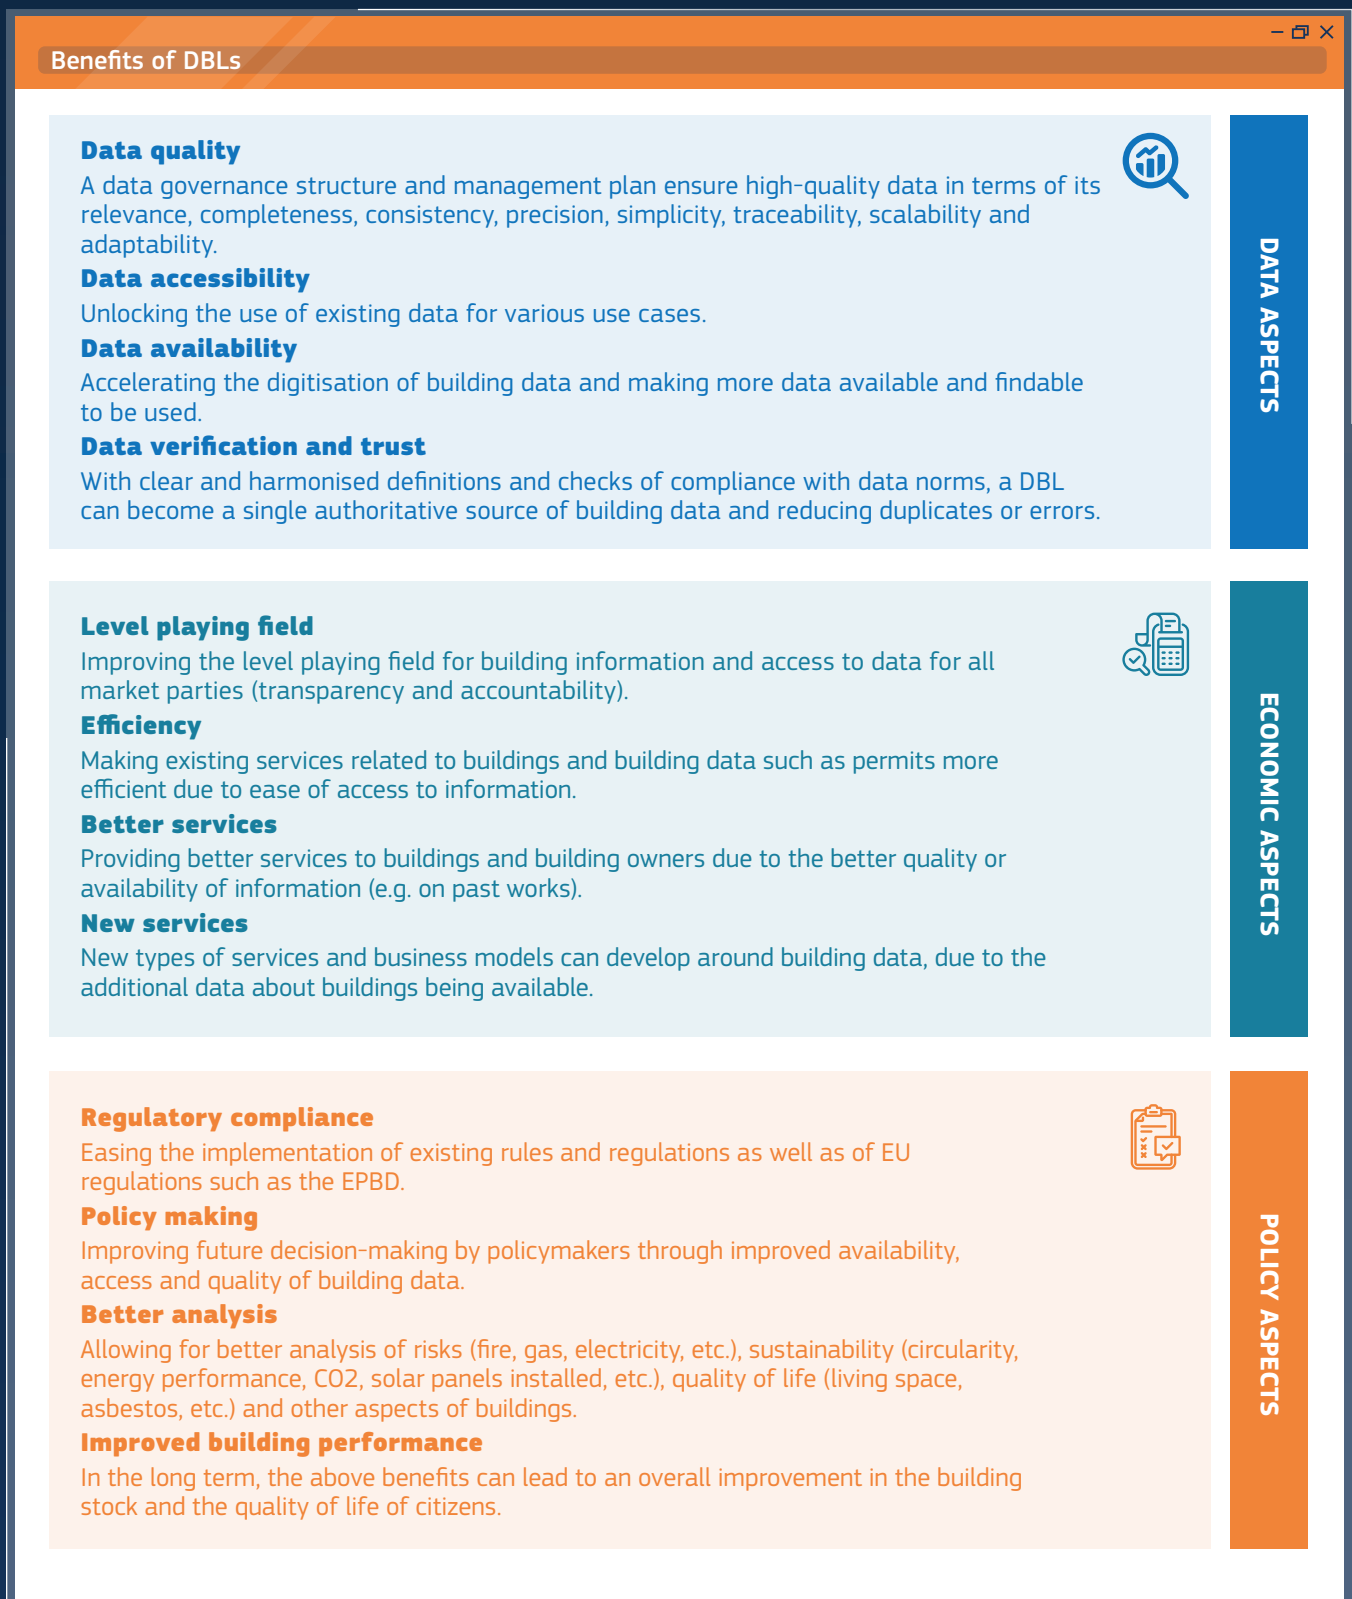 Benefits of DBLs
Data quality
A data governance structure and management plan ensure high-quality data in terms of its
relevance, completeness, consistency, precision, simplicity, traceability, scalability and
adaptability.
Data accessibility
Unlocking the use of existing data for various use cases.
Data availability
Accelerating the digitisation of building data and making more data available and findable
to be used.
Data verification and trust
With clear and harmonised definitions and checks of compliance with data norms, a DBL
can become a single authoritative source of building data and reducing duplicates or errors.
DATA ASPECTS
Level playing field
Improving the level playing field for building information and access to data for all
market parties (transparency and accountability).
Efficiency
Making existing services related to buildings and building data such as permits more
efficient due to ease of access to information.
Better services
Providing better services to buildings and building owners due to the better quality or
availability of information (e.g. on past works).
New services
New types of services and business models can develop around building data, due to the
additional data about buildings being available.
ECONOMIC ASPECTS
Regulatory compliance
Easing the implementation of existing rules and regulations as well as of EU
regulations such as the EPBD.
Policy making
Improving future decision-making by policymakers through improved availability,
access and quality of building data.
Better analysis
Allowing for better analysis of risks (fire, gas, electricity, etc.), sustainability (circularity,
energy performance, CO2, solar panels installed, etc.), quality of life (living space,
asbestos, etc.) and other aspects of buildings.
Improved building performance
In the long term, the above benefits can lead to an overall improvement in the building
stock and the quality of life of citizens.
POLICY ASPECTS